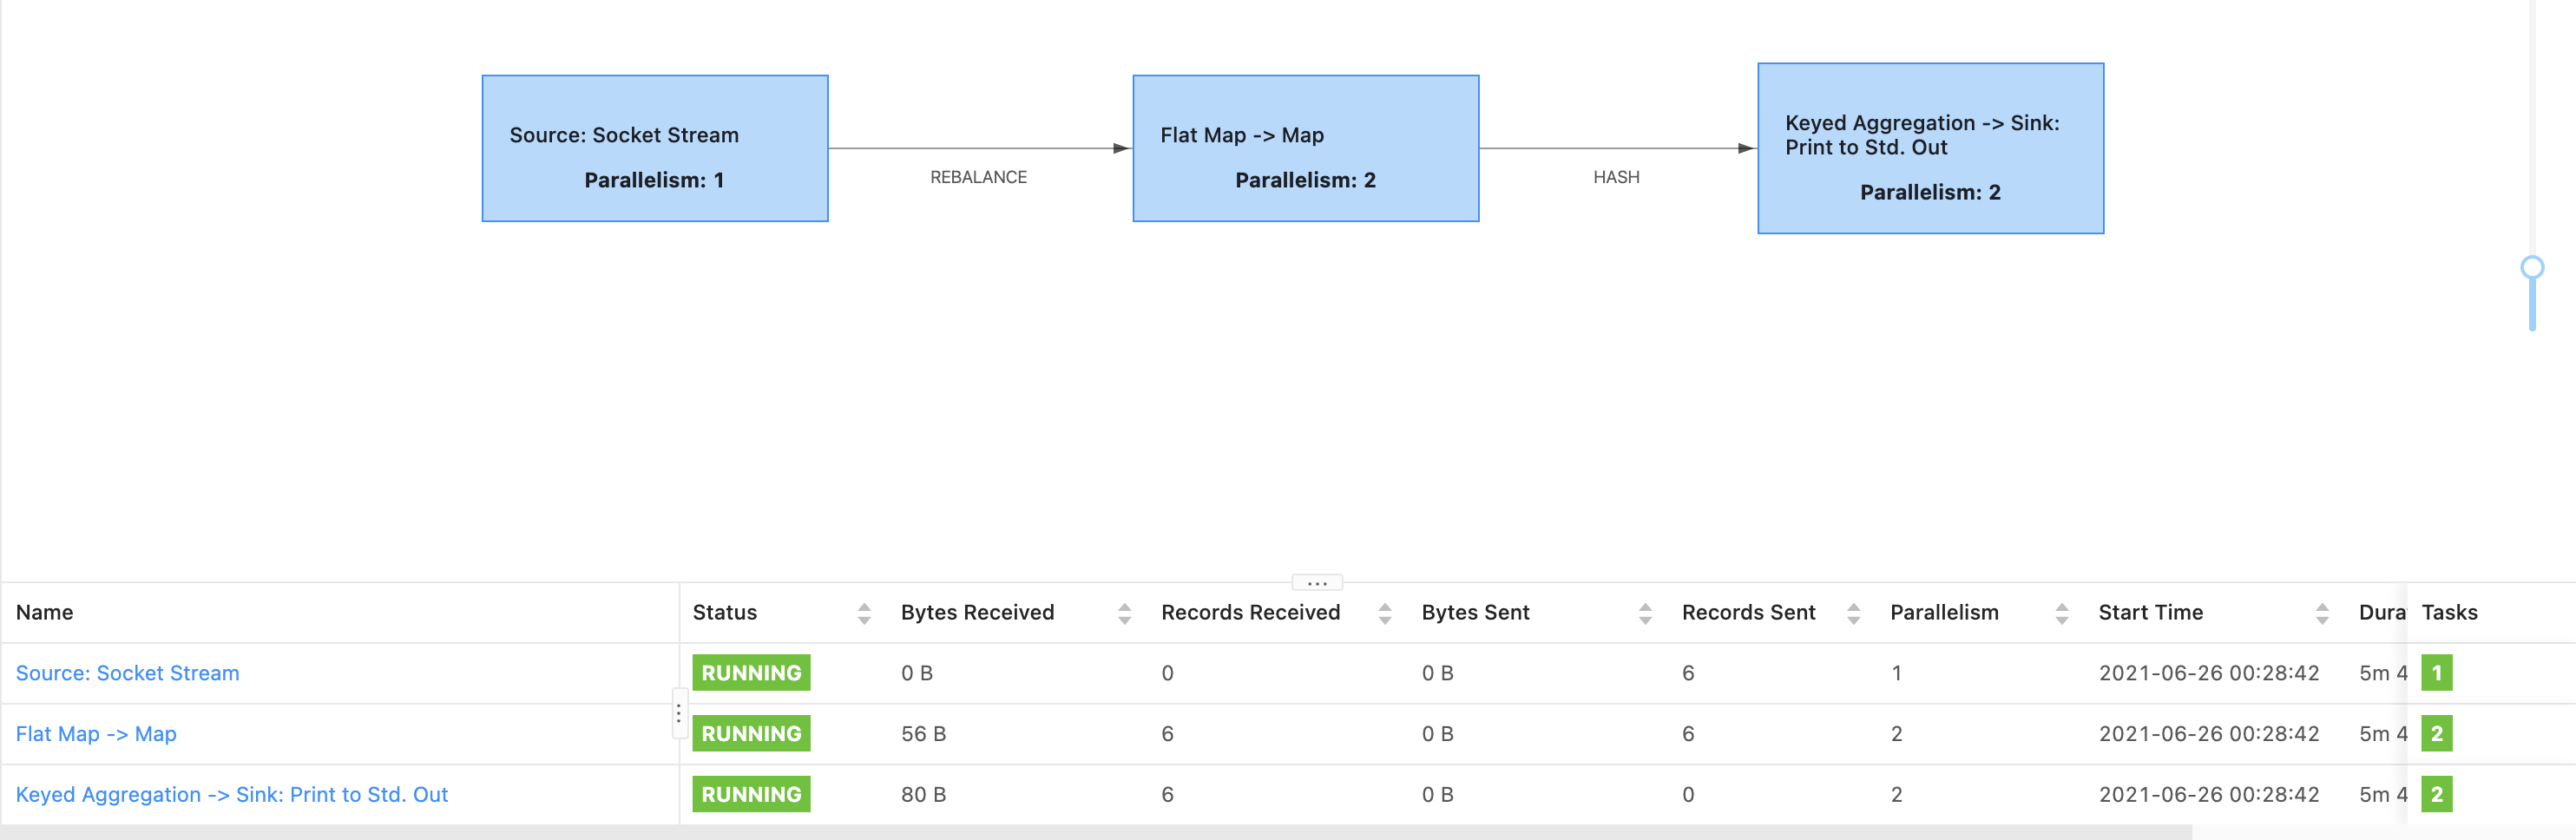 Source: Socket Stream
Parallelism: 1
REBALANCE
Flat Map -> Map
Parallelism: 2
HASH
Keyed Aggregation -> Sink:
Print to Std. Out
Parallelism: 2
Name Status Bytes Received Records Received Bytes Sent Records Sent Parallelism Start Time Dura Tasks
Source: Socket Stream RUNNING 0 B 0 0 B 6 1 2021-06-26 00:28:42 5m 4 1
Flat Map -> Map RUNNING 56 B 6 0 B 6 2 2021-06-26 00:28:42 5m 4 2
Keyed Aggregation -> Sink: Print to Std. Out RUNNING 80 B 6 0 B 0 2 2021-06-26 00:28:42 5m 4 2